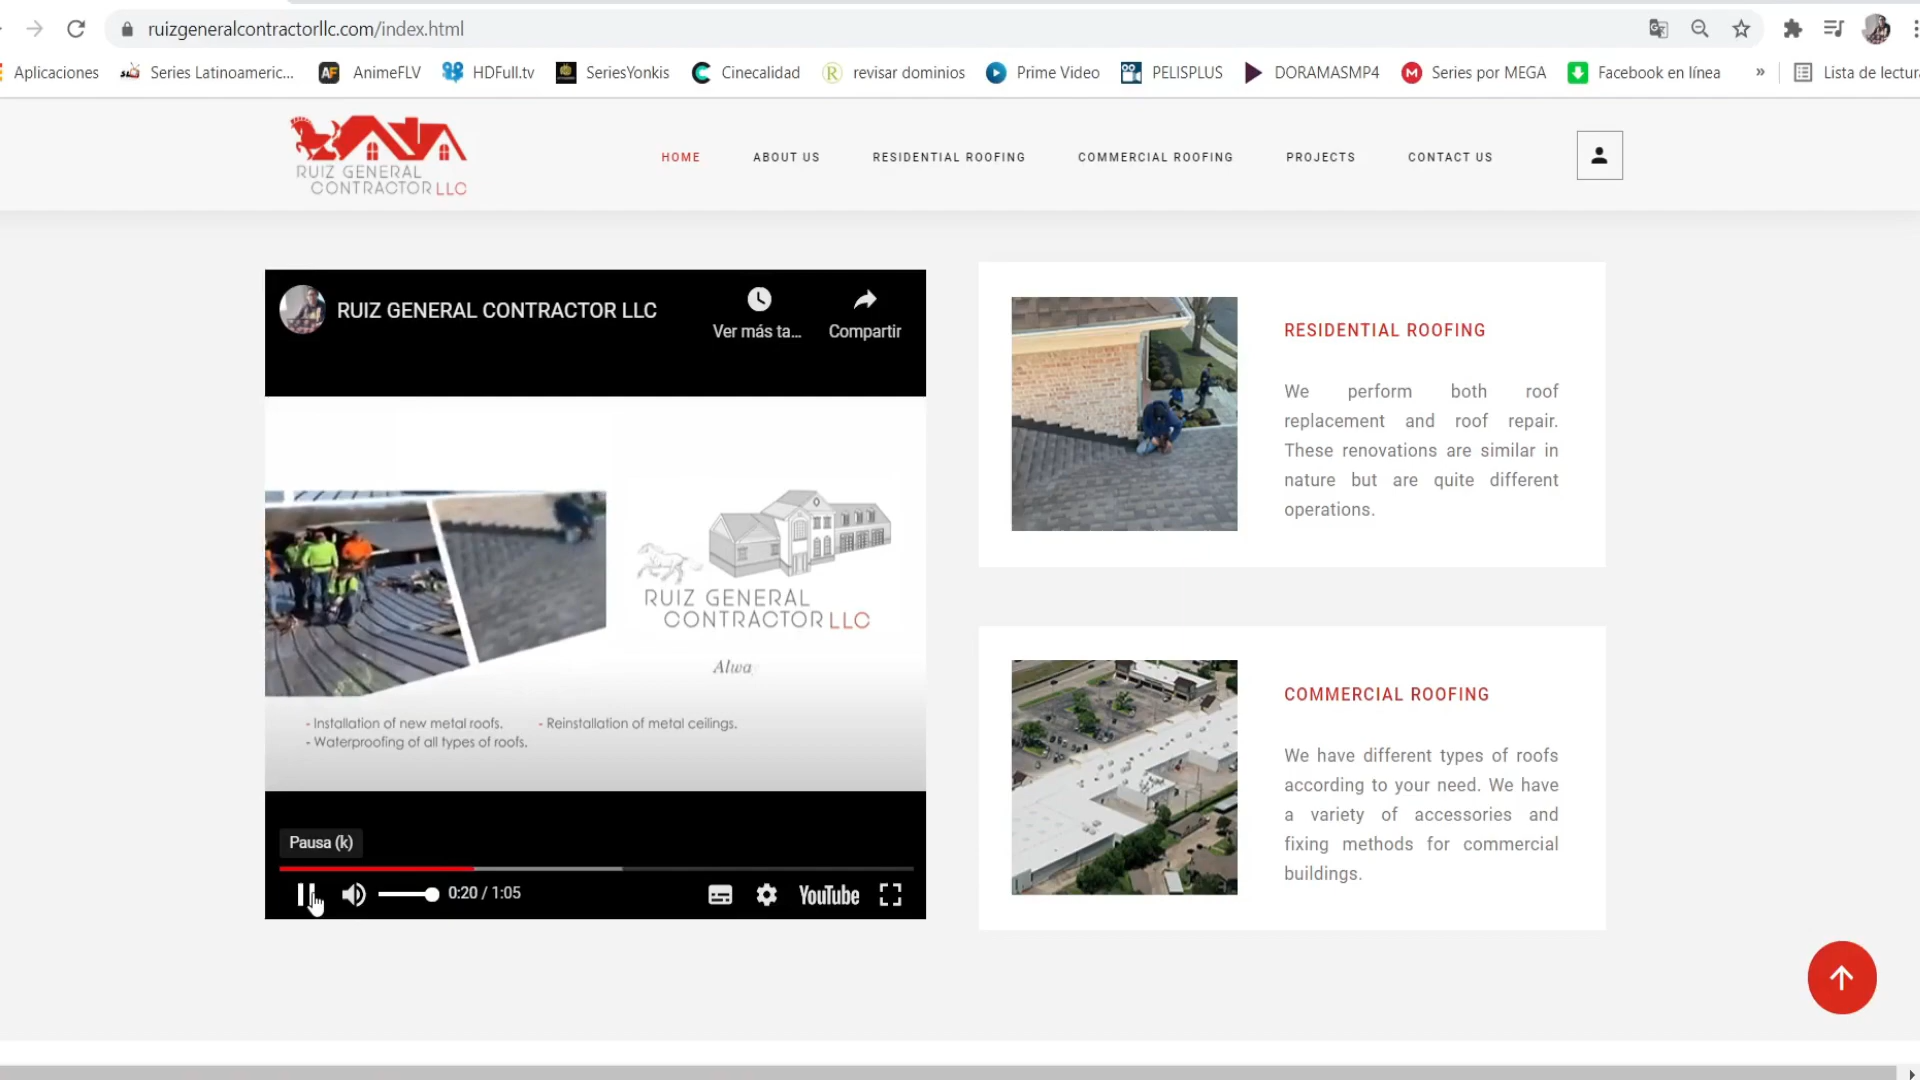 ruizgeneralcontractorllc.com/index.html
Aplicaciones
Series Latinoameric...
AnimeFLV
HDFull.tv
SeriesYonkis
Cinecalidad
revisar dominios
Prime Video
PELISPLUS
DORAMASMP4
Series por MEGA
Facebook en línea
»
Lista de lectura
RUIZ GENERAL
CONTRACTOR LLC
HOME
ABOUT US
RESIDENTIAL ROOFING
COMMERCIAL ROOFING
PROJECTS
CONTACT US
RUIZ GENERAL CONTRACTOR LLC
Ver más ta...
Compartir
RUIZ GENERAL
CONTRACTOR LLC
Alwa
- Installation of new metal roofs.
- Reinstallation of metal ceilings.
- Waterproofing of all types of roofs.
Pausa (k)
0:20 / 1:05
YouTube
RESIDENTIAL ROOFING
We perform both roof
replacement and roof repair.
These renovations are similar in
nature but are quite different
operations.
COMMERCIAL ROOFING
We have different types of roofs
according to your need. We have
a variety of accessories and
fixing methods for commercial
buildings.